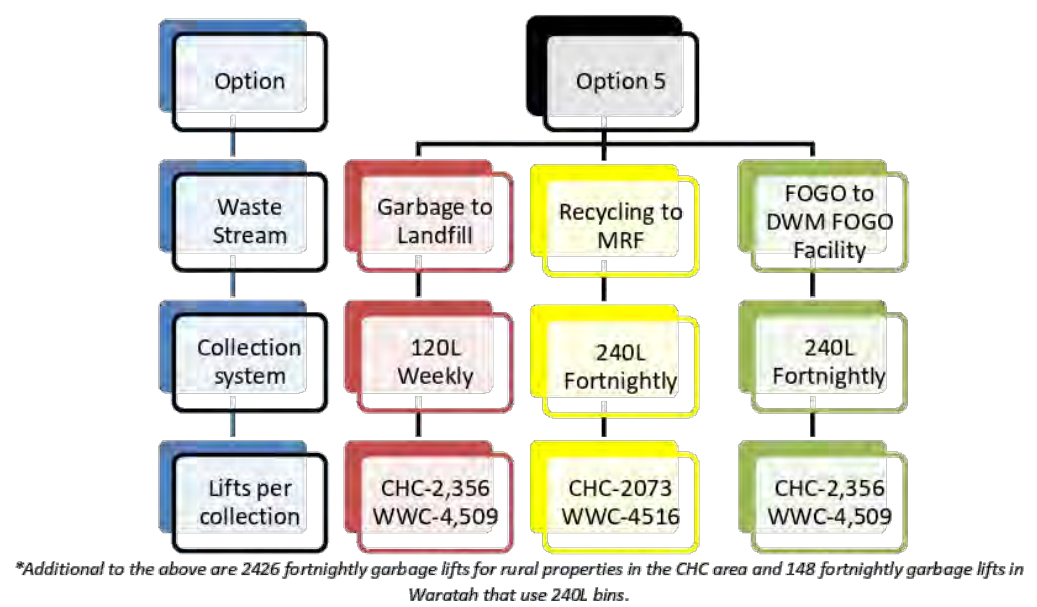 Option
Option 5
Waste
Stream
Garbage to
Landfill
Recycling to
MRF
FOGO to
DWM FOGO
Facility
Collection
system
120L
Weekly
240L
Fortnightly
240L
Fortnightly
Lifts per
collection
CHC-2,356
WWC-4,509
CHC-2073
WWC-4516
CHC-2,356
WWC-4,509
*Additional to the above are 2426 fortnightly garbage lifts for rural properties in the CHC area and 148 fortnightly garbage lifts in
Waratah that use 240L bins.